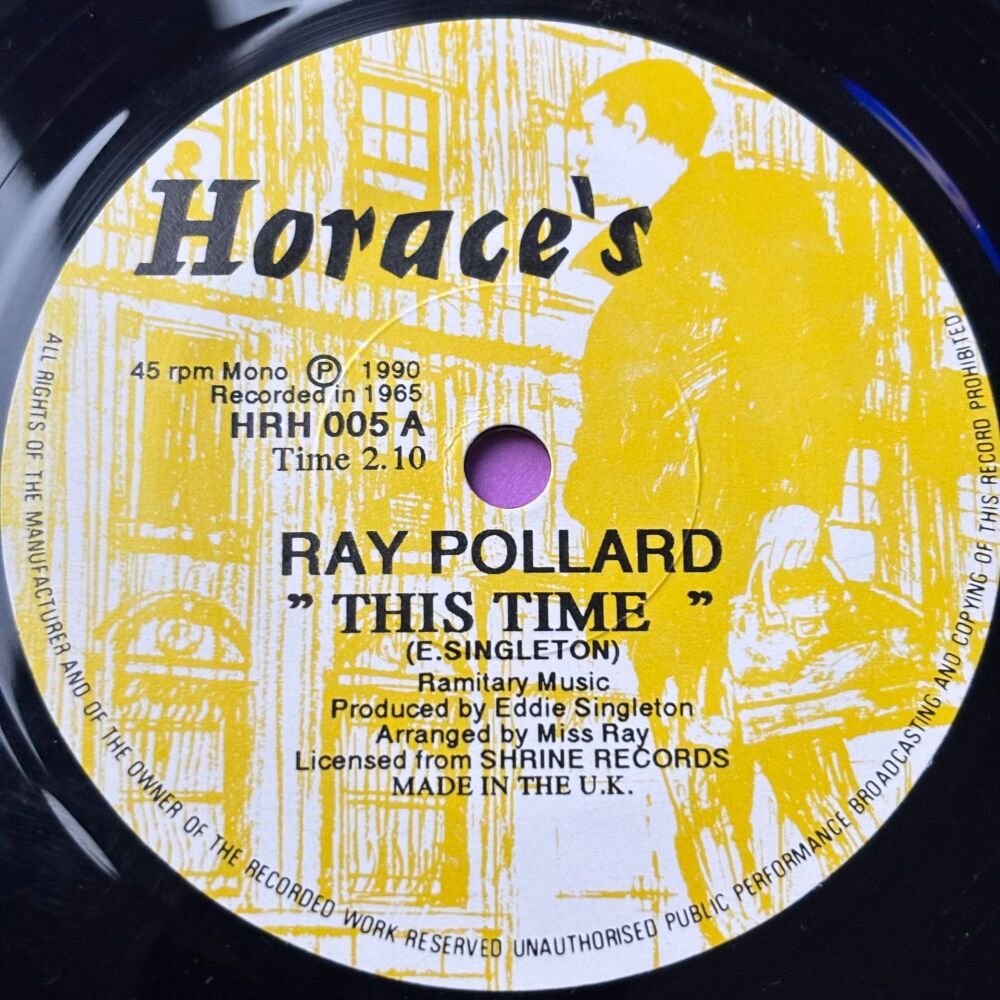 Horace's
45 rpm Mono Ⓟ 1990
Recorded in 1965
HRH 005 A
Time 2.10
RAY POLLARD
" THIS TIME "
(E.SINGLETON)
Ramitary Music
Produced by Eddie Singleton
Arranged by Miss Ray
Licensed from SHRINE RECORDS
MADE IN THE U.K.
ALL RIGHTS OF THE MANUFACTURER AND OF THE OWNER OF THE RECORDED WORK RESERVED UNAUTHORISED PUBLIC PERFORMANCE BROADCASTING AND COPYING OF THIS RECORD PROHIBITED